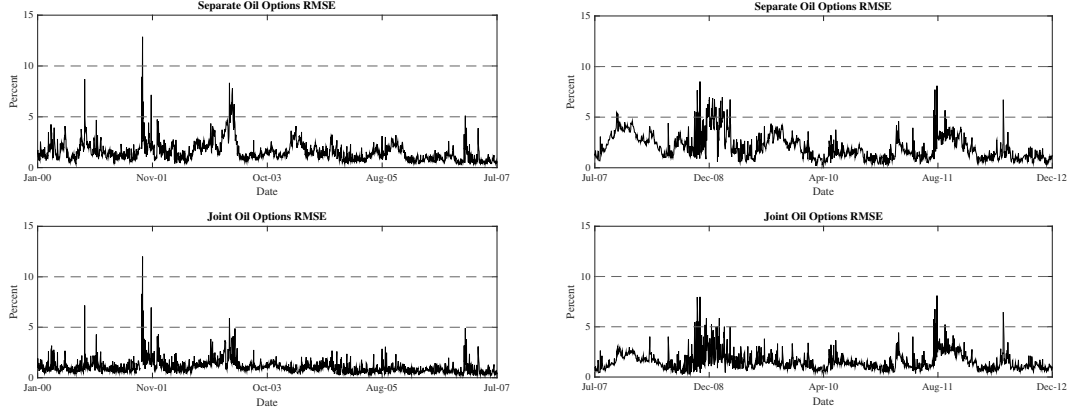 Separate Oil Options RMSE
15
10
5
0
Percent
Jan-00 Nov-01 Oct-03 Aug-05 Jul-07
Date
Separate Oil Options RMSE
15
10
5
0
Percent
Jul-07 Dec-08 Apr-10 Aug-11 Dec-12
Date
Joint Oil Options RMSE
15
10
5
0
Percent
Jan-00 Nov-01 Oct-03 Aug-05 Jul-07
Date
Joint Oil Options RMSE
15
10
5
0
Percent
Jul-07 Dec-08 Apr-10 Aug-11 Dec-12
Date